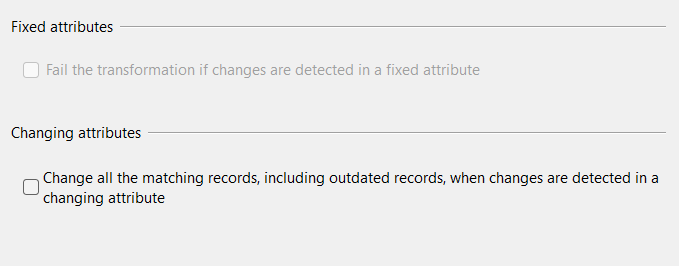 Fixed attributes
Fail the transformation if changes are detected in a fixed attribute
Changing attributes
Change all the matching records, including outdated records, when changes are detected in a
changing attribute